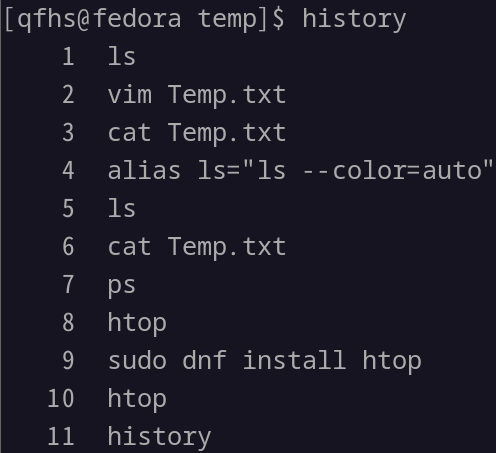 [qfhs@fedora temp]$ history
1 ls
2 vim Temp.txt
3 cat Temp.txt
4 alias ls="ls --color=auto"
5 ls
6 cat Temp.txt
7 ps
8 htop
9 sudo dnf install htop
10 htop
11 history